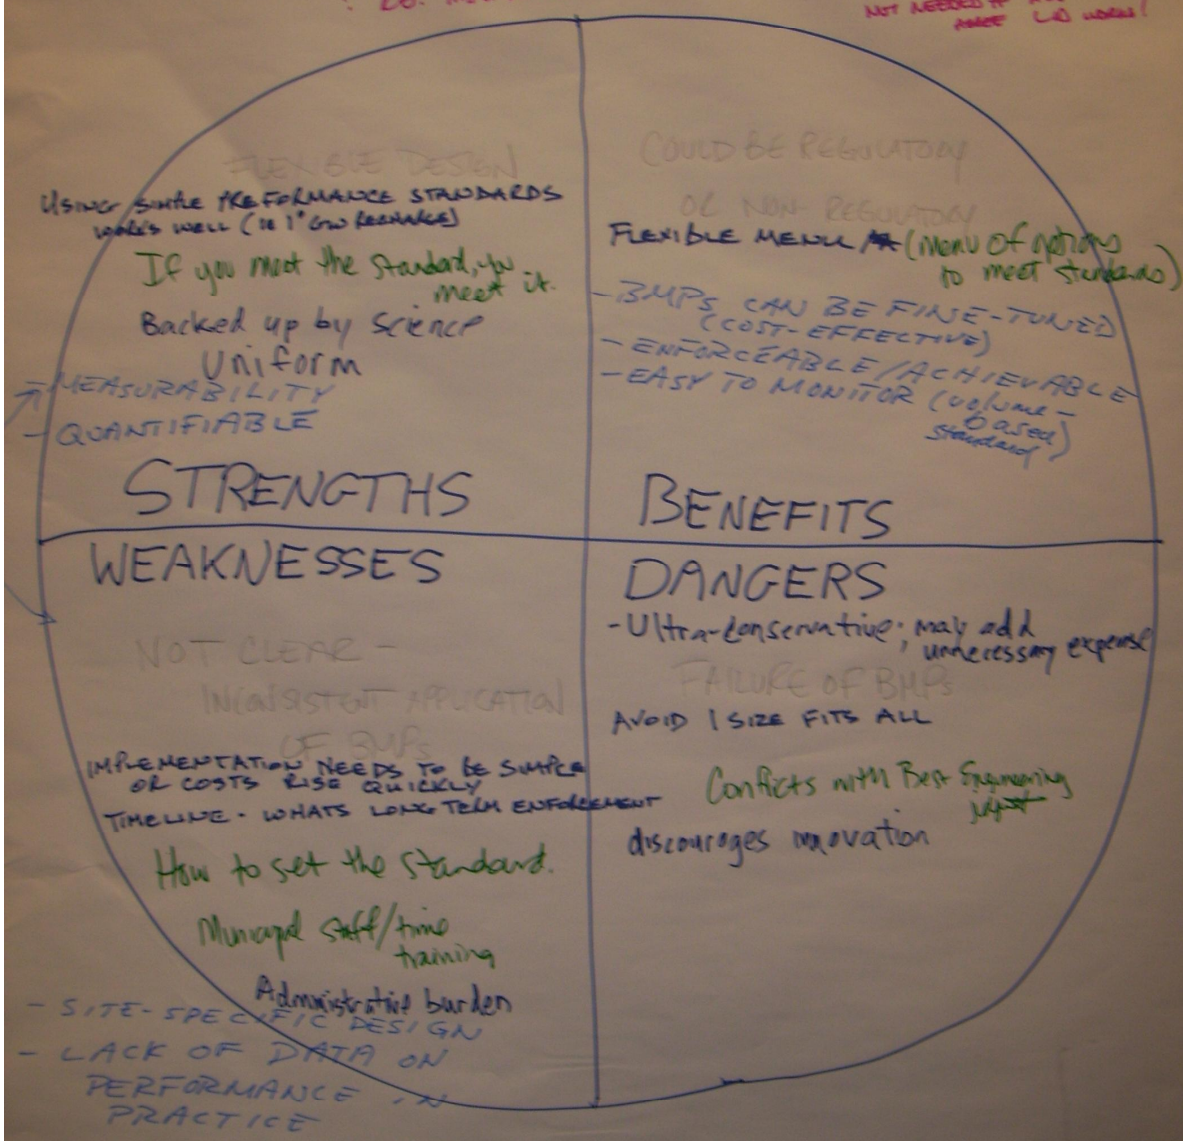 NOT NEEDED
FLEXIBLE DESIGN
USING SIMPLE PREFORMANCE STANDARDS
WORKS WELL (IE 1" GW RECHARGE)
If you meet the standard, you
meet it.
Backed up by science
Uniform
- MEASURABILITY
- QUANTIFIABLE
STRENGTHS
COULD BE REGULATORY
OR NON-REGULATORY
FLEXIBLE MENU (menu of options
to meet standards)
- BMPs CAN BE FINE-TUNED
(COST-EFFECTIVE)
- ENFORCEABLE/ACHIEVABLE
- EASY TO MONITOR (volume-
based)
standard
BENEFITS
WEAKNESSES
NOT CLEAR -
INCONSISTENT APPLICATION
OF BMPs
IMPLEMENTATION NEEDS TO BE SIMPLE
OR COSTS RISE QUICKLY
TIMELINE - WHATS LONG TERM ENFORCEMENT
How to set the standard.
Municipal staff/time
training
Administrative burden
- SITE-SPECIFIC DESIGN
- LACK OF DATA ON
PERFORMANCE IN
PRACTICE
DANGERS
- Ultra-conservative; may add
unnecessary expense
FAILURE OF BMPs
AVOID 1 SIZE FITS ALL
Conflicts with Best Engineering
discourages innovation